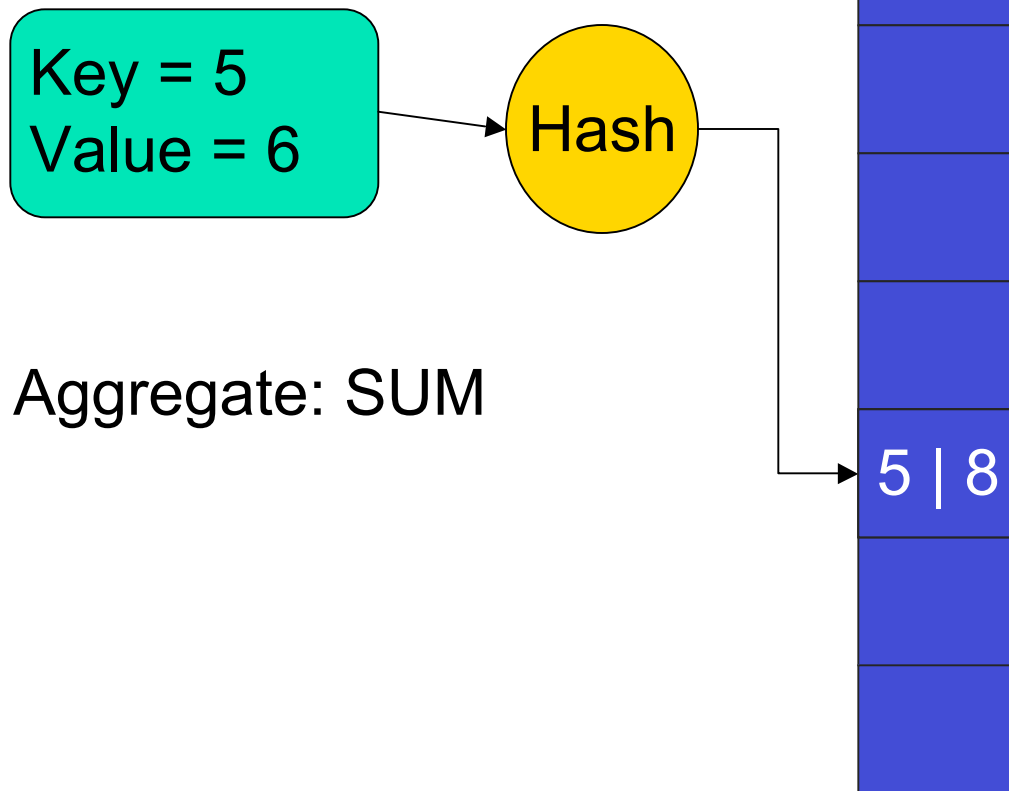 Key = 5
Value = 6
Hash
Aggregate: SUM
5 | 8